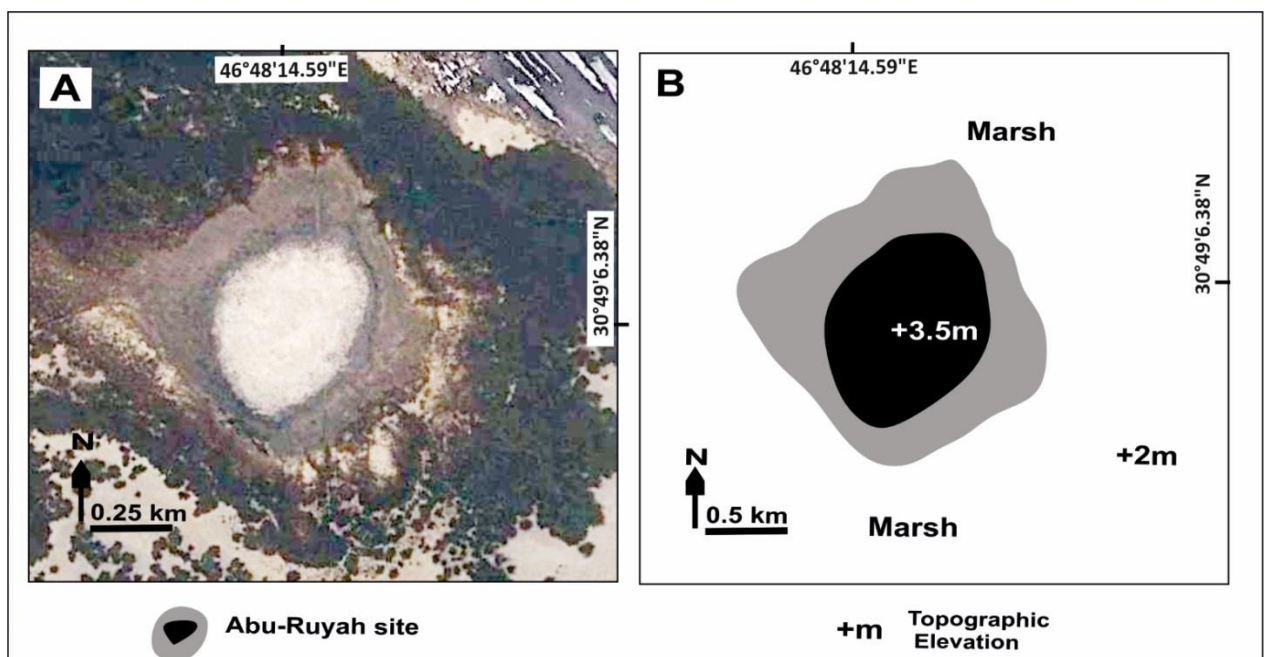 A
46°48'14.59"E
30°49'6.38"N
N
0.25 km
B
46°48'14.59"E
Marsh
30°49'6.38"N
+3.5m
+2m
N
0.5 km
Marsh
Abu-Ruyah site
+m Topographic
Elevation